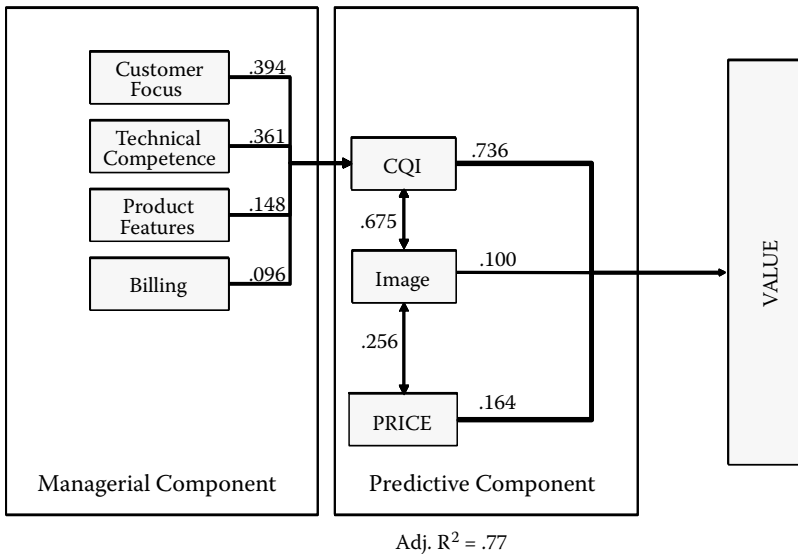 Customer
Focus
.394
Technical
Competence
.361
Product
Features
.148
Billing
.096
Managerial Component
CQI
.736
.675
Image
.100
.256
PRICE
.164
Predictive Component
VALUE
Adj. R² = .77